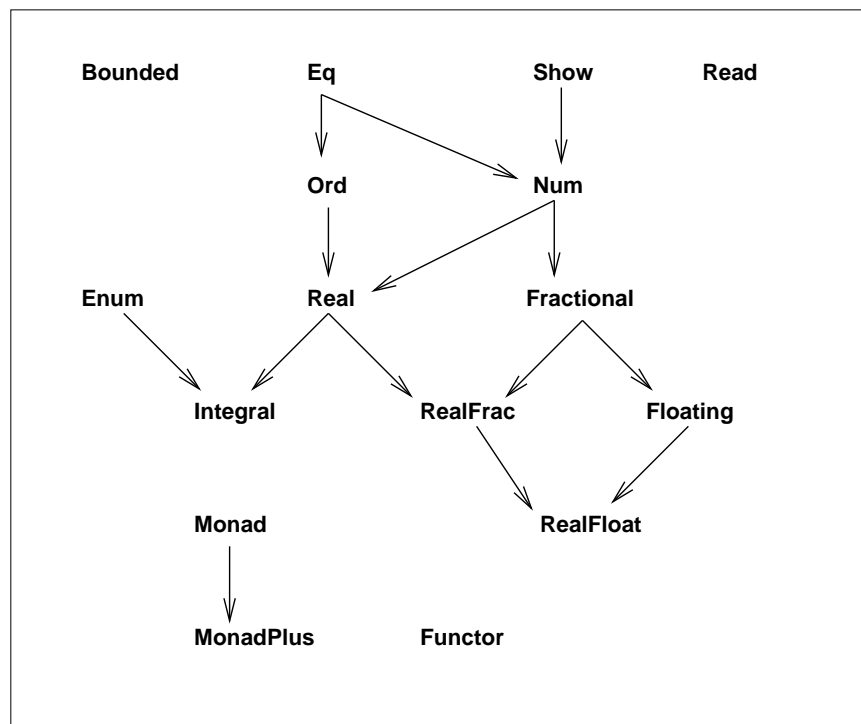 Bounded Eq Show Read
Ord Num
Enum Real Fractional
Integral RealFrac Floating
Monad RealFloat
MonadPlus Functor